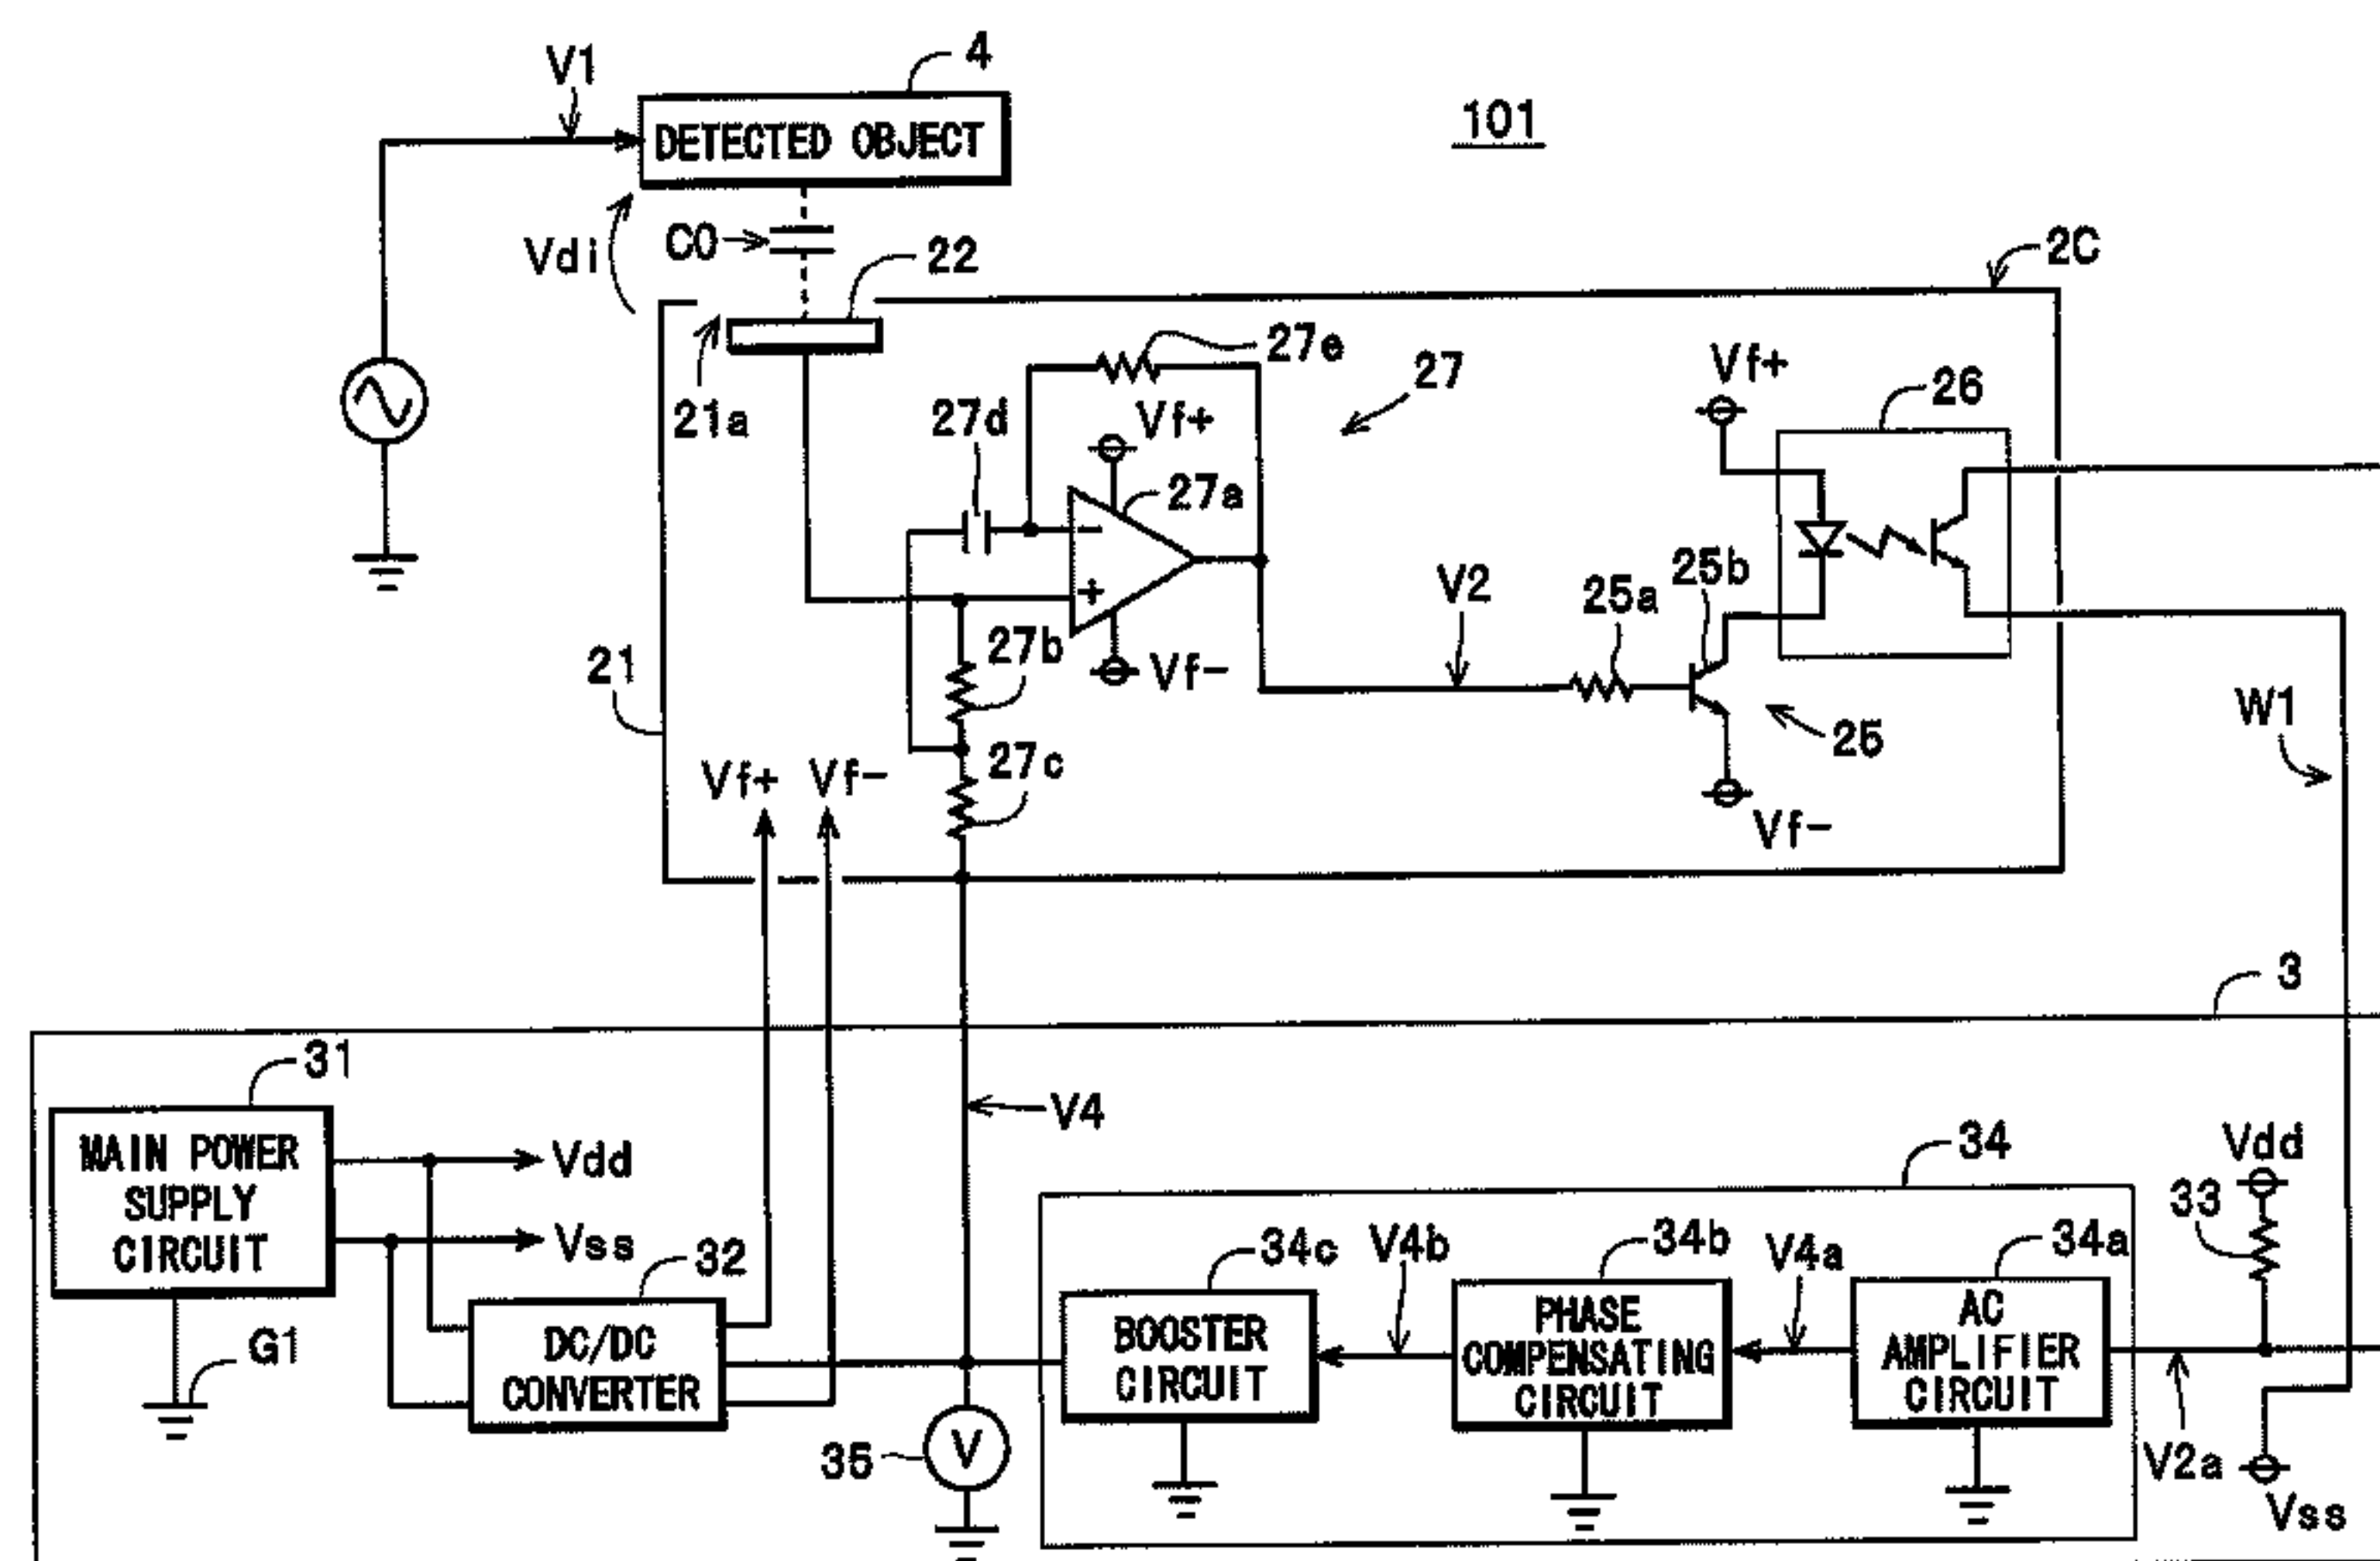 V1
4
DETECTED OBJECT
101
Vdi
C0
22
2C
21a
27e
27
Vf+
26
27d
Vf+
27a
25b
V2
25a
27b
Vf-
21
W1
25
27c
Vf+
Vf-
Vf-
3
31
V4
MAIN POWER
SUPPLY
CIRCUIT
Vdd
Vss
34
Vdd
33
32
34c
V4b
34b
V4a
34a
G1
DC/DC
CONVERTER
BOOSTER
CIRCUIT
PHASE
COMPENSATING
CIRCUIT
AC
AMPLIFIER
CIRCUIT
35
V
V2a
Vss
+
-